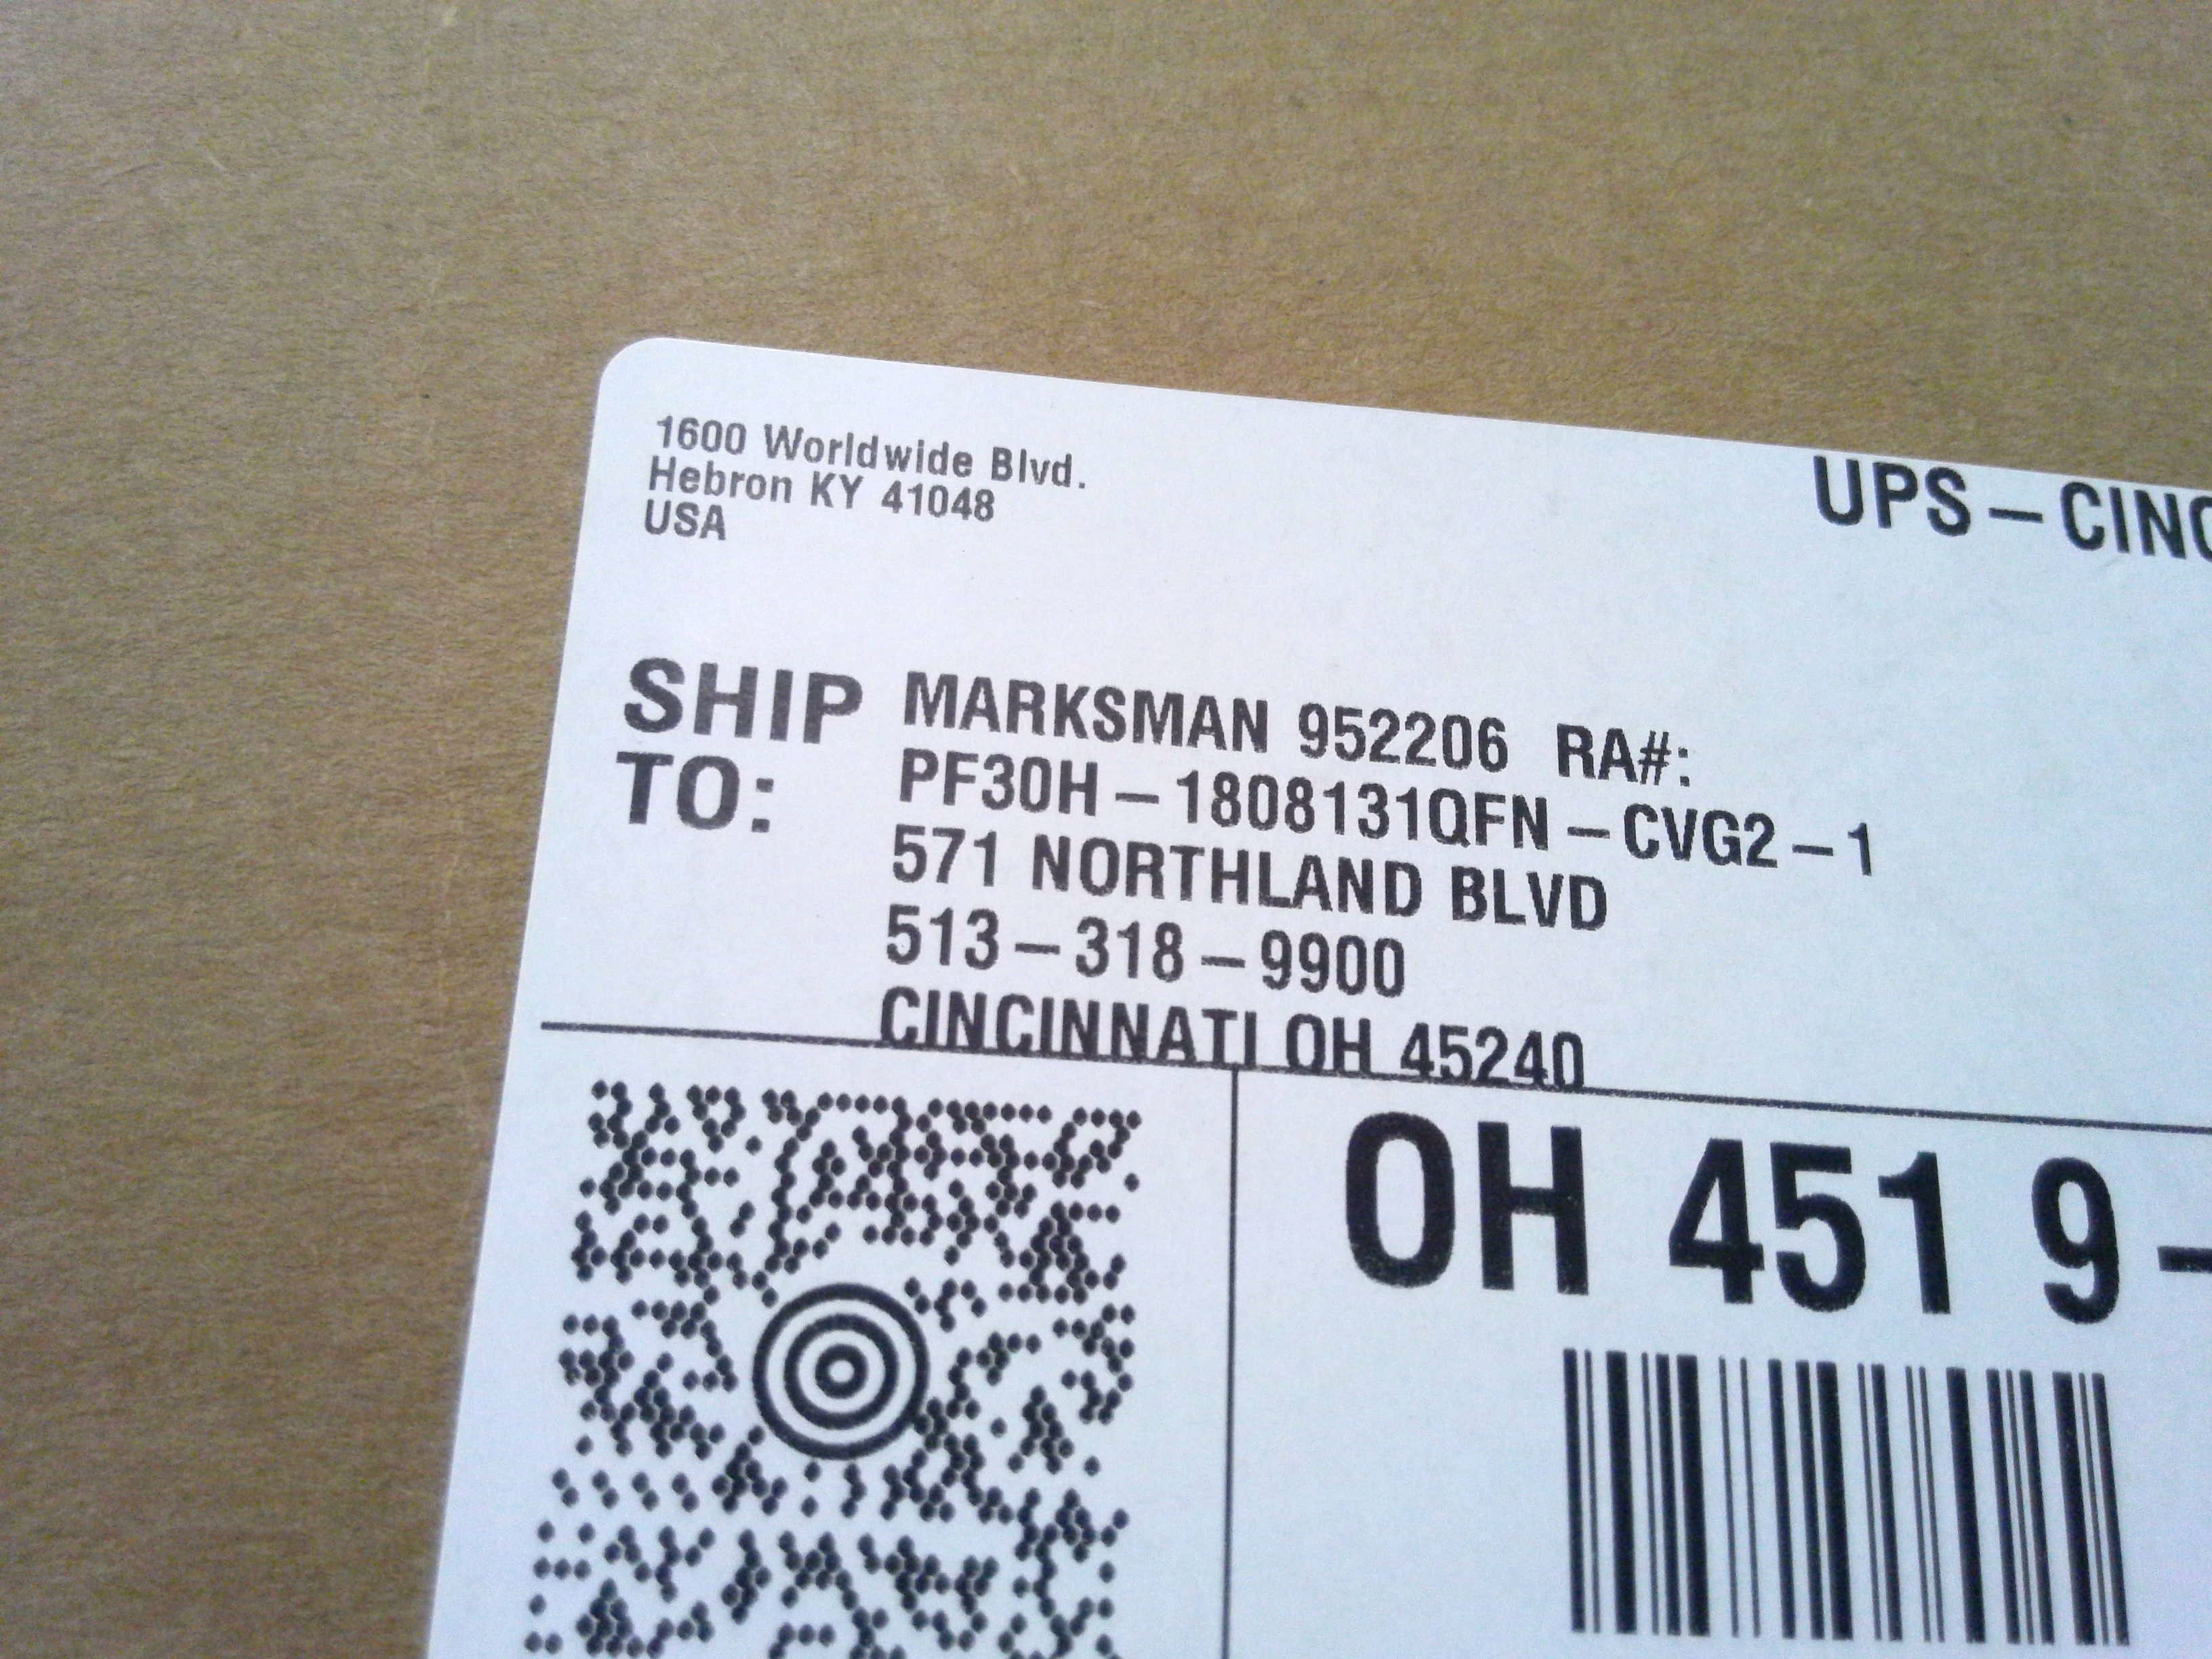 1600 Worldwide Blvd.
Hebron KY 41048
USA
UPS-
SHIP TO:
MARKSMAN 952206 RA#:
PF30H-1808131QFN-CVG2-1
571 NORTHLAND BLVD
513-318-9900
CINCINNATI OH 45240
OH 451 9-